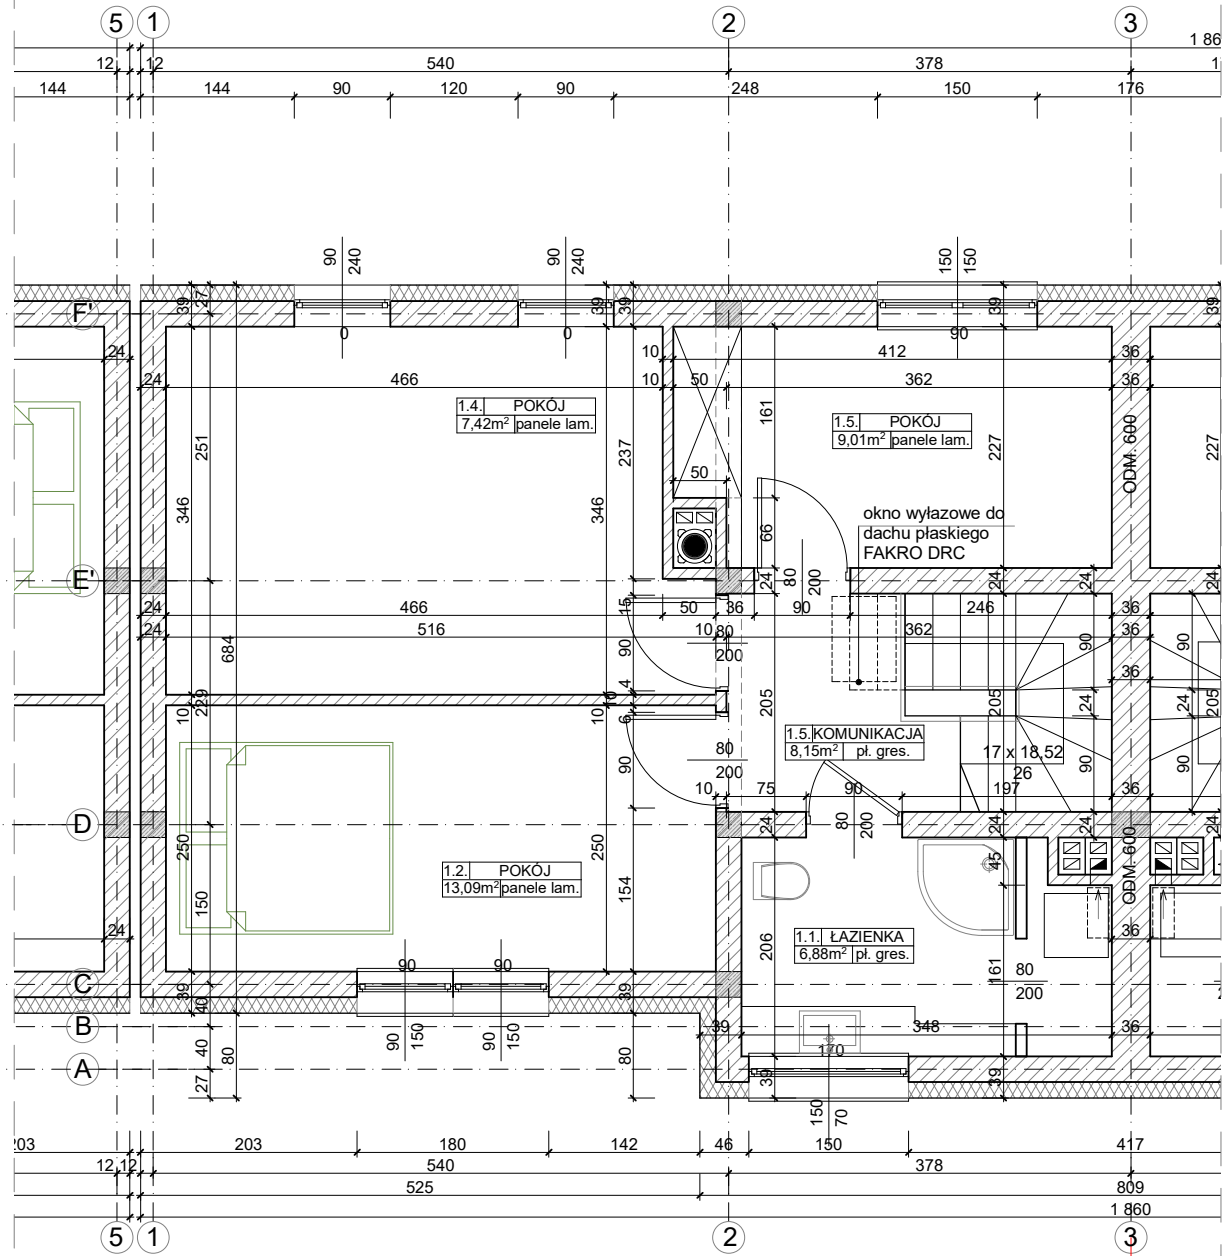 5 1 2 3
1 86
12 12 540 378 1
144 144 90 120 90 248 150 176
90 240 90 240 150 150
F'
39 27 39 39 39 39
0 0 90
24 10 412 36
24 466 10 50 362 36
1.4. POKÓJ
7,42m² panele lam.
1.5. POKÓJ
9,01m² panele lam.
251 346 346 237 161 227 ODM. 600 227
50
okno wyłazowe do
dachu płaskiego
FAKRO DRC
66
E'
24 80 200 24 24 24
24 466 15 50 36 90 246 36
24 516 10 80 362 36
200
684 90 90 90
36
4
10 229 10 10 6 205 205 24 24 205
1.5. KOMUNIKACJA
8,15m² pł. gres.
80
200
17 x 18,52
26
90 90 90
10 75 90 197 36
D
24 80 200 24 24 24
250 250 45 ODM. 600
1.2. POKÓJ
13,09m² panele lam.
150 154
24 36
1.1. ŁAZIENKA
6,88m² pł. gres.
206 161
80
200
90 90
C
39 40 39
B
90 150 90 150
39 348 36
40 80 80
170
A
27 39 39
150 70
203 203 180 142 46 150 417
12 12 540 378
525 809
1 860
5 1 2 3